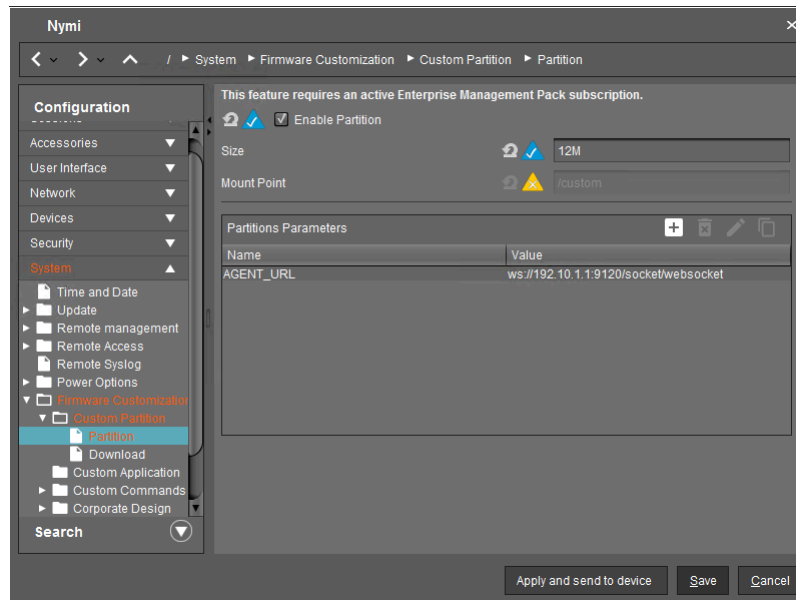 Nymi
/ System Firmware Customization Custom Partition Partition
Configuration
Accessories
User Interface
Network
Devices
Security
System
Time and Date
Update
Remote management
Remote Access
Remote Syslog
Power Options
Firmware Customization
Custom Partition
Partition
Download
Custom Application
Custom Commands
Corporate Design
Search
This feature requires an active Enterprise Management Pack subscription.
Enable Partition
Size 12M
Mount Point /custom
Partitions Parameters
Name Value
AGENT_URL ws://192.10.1.1:9120/socket/websocket
Apply and send to device Save Cancel